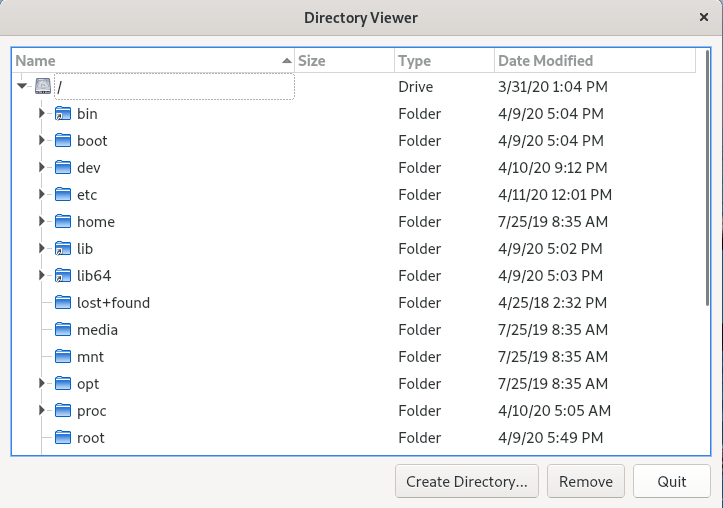 Directory Viewer
Name Size Type Date Modified
/ Drive 3/31/20 1:04 PM
bin Folder 4/9/20 5:04 PM
boot Folder 4/9/20 5:04 PM
dev Folder 4/10/20 9:12 PM
etc Folder 4/11/20 12:01 PM
home Folder 7/25/19 8:35 AM
lib Folder 4/9/20 5:02 PM
lib64 Folder 4/9/20 5:03 PM
lost+found Folder 4/25/18 2:32 PM
media Folder 7/25/19 8:35 AM
mnt Folder 7/25/19 8:35 AM
opt Folder 7/25/19 8:35 AM
proc Folder 4/10/20 5:05 AM
root Folder 4/9/20 5:49 PM
Create Directory... Remove Quit